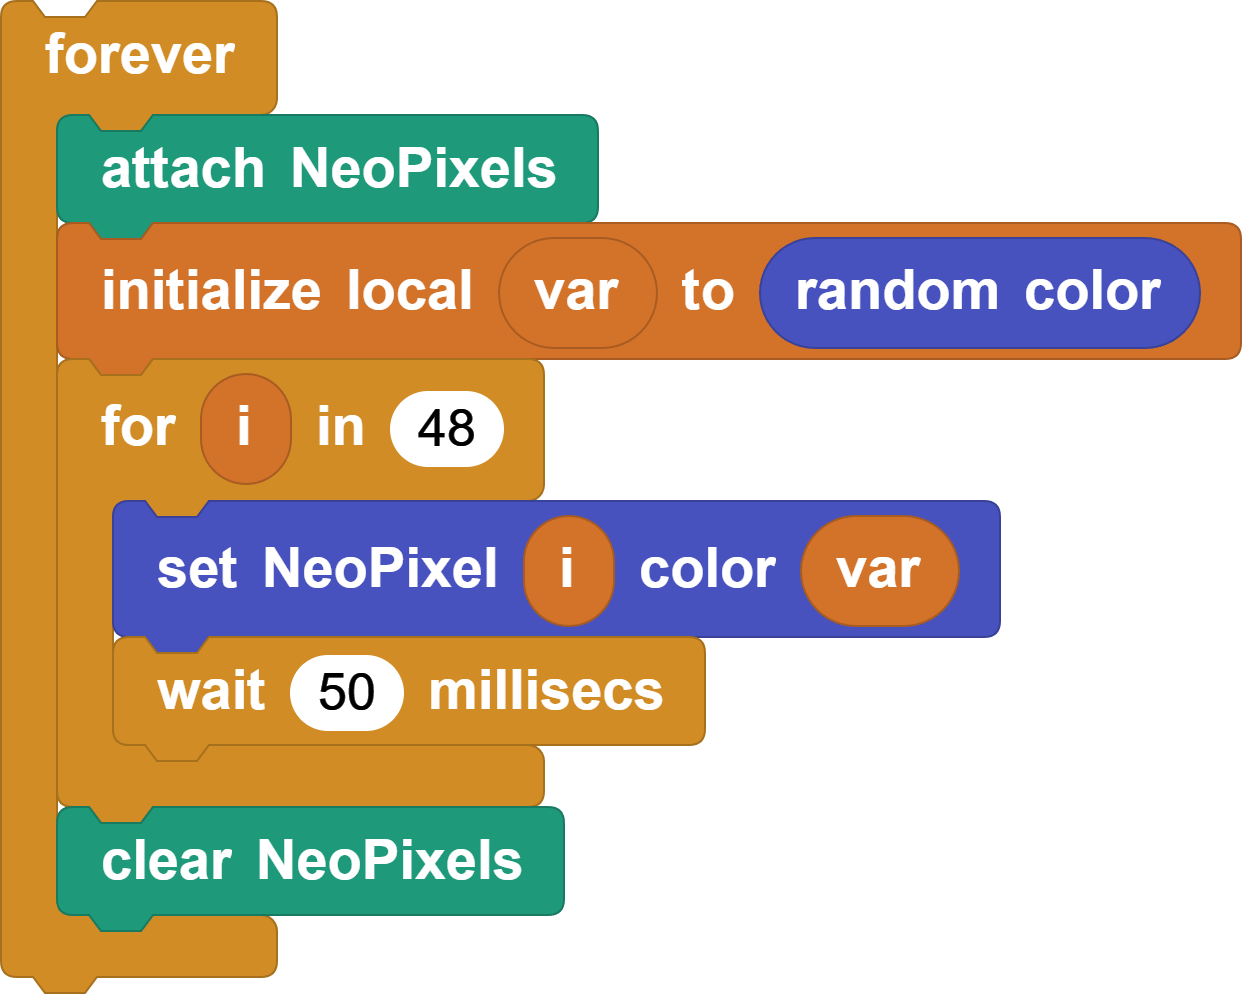 forever
attach NeoPixels
initialize local var to random color
for i in 48
set NeoPixel i color var
wait 50 millisecs
clear NeoPixels